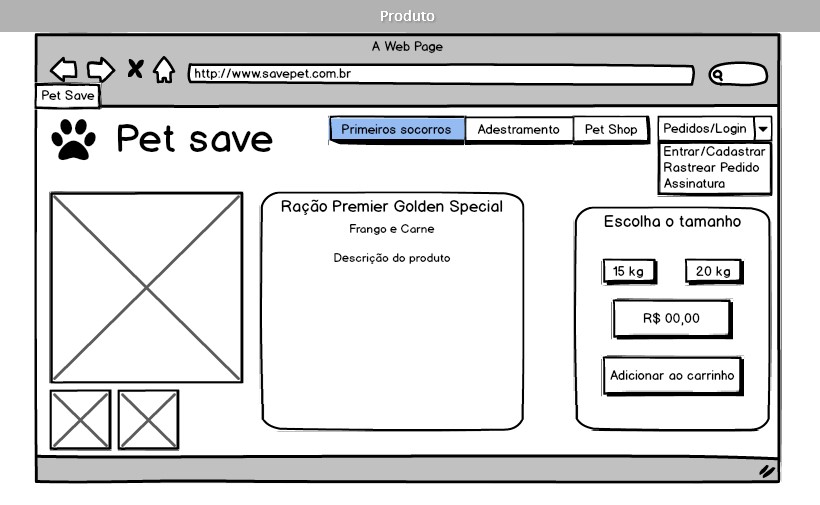 Produto
A Web Page
http://www.savepet.com.br
Pet Save
Pet save
Primeiros socorros
Adestramento
Pet Shop
Pedidos/Login
Entrar/Cadastrar
Rastrear Pedido
Assinatura
Ração Premier Golden Special
Frango e Carne
Descrição do produto
Escolha o tamanho
15 kg
20 kg
R$ 00,00
Adicionar ao carrinho